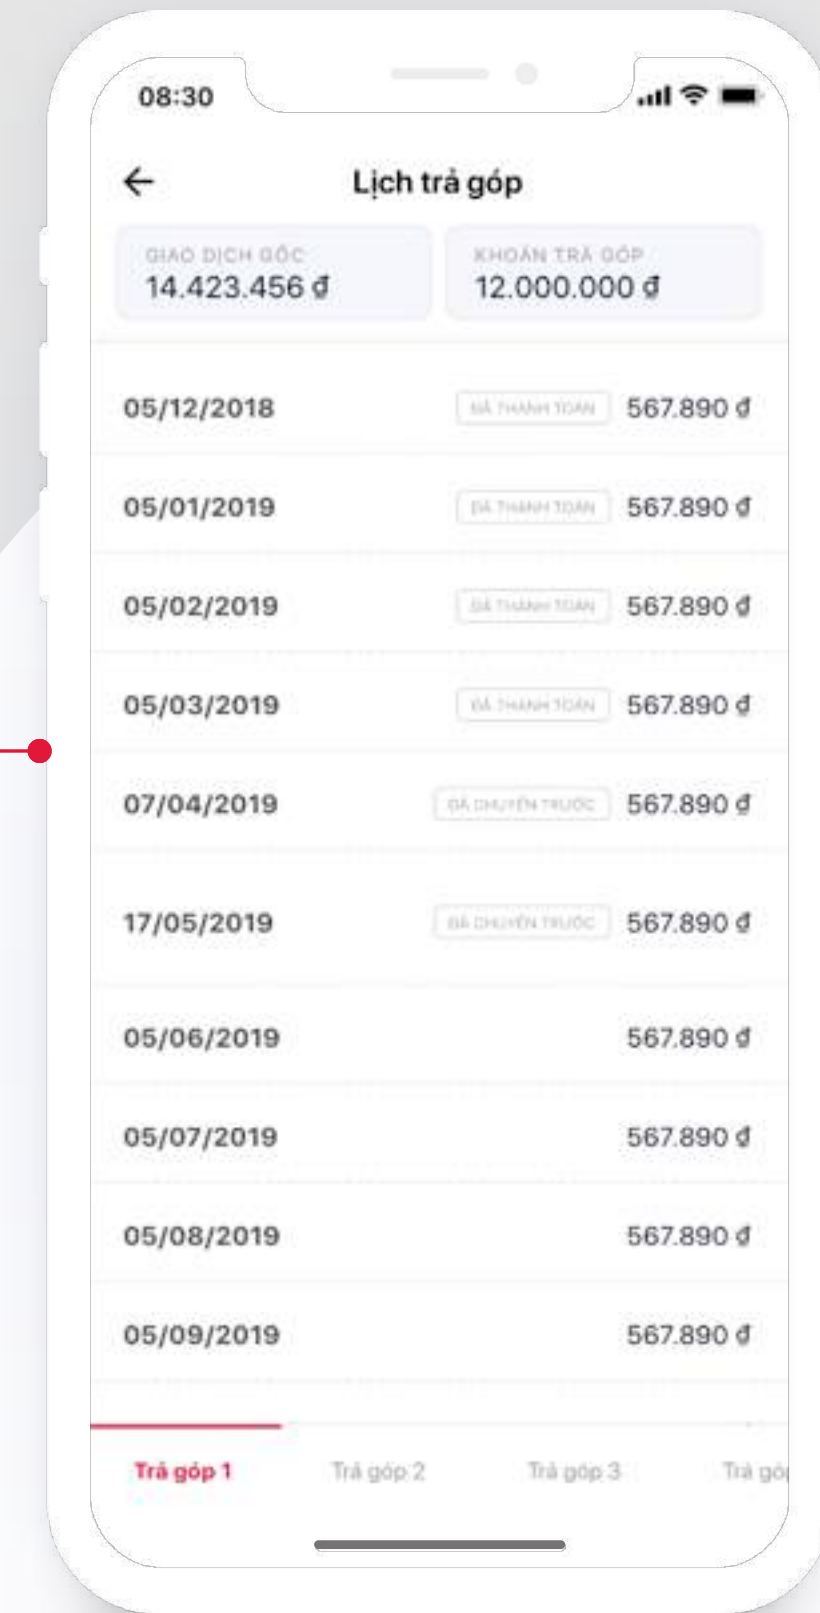 08:30
Lịch trả góp
GIAO DỊCH GỐC
KHOẢN TRẢ GÓP
14.423.456 đ
12.000.000 đ
05/12/2018 ĐÃ THANH TOÁN 567.890 đ
05/01/2019 ĐÃ THANH TOÁN 567.890 đ
05/02/2019 ĐÃ THANH TOÁN 567.890 đ
05/03/2019 ĐÃ THANH TOÁN 567.890 đ
07/04/2019 ĐÃ CHUYỂN TRƯỚC 567.890 đ
17/05/2019 ĐÃ CHUYỂN TRƯỚC 567.890 đ
05/06/2019 567.890 đ
05/07/2019 567.890 đ
05/08/2019 567.890 đ
05/09/2019 567.890 đ
Trả góp 1 Trả góp 2 Trả góp 3 Trả góp